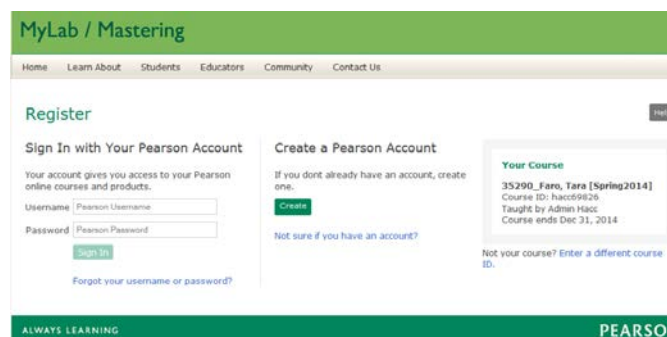 MyLab / Mastering
Home Learn About Students Educators Community Contact Us
Register
Hel
Sign In with Your Pearson Account
Your account gives you access to your Pearson
online courses and products.
Username Pearson Username
Password Pearson Password
Sign In
Forgot your username or password?
Create a Pearson Account
If you dont already have an account, create
one.
Create
Not sure if you have an account?
Your Course
35290_Faro, Tara [Spring2014]
Course ID: hacc69826
Taught by Admin Hacc
Course ends Dec 31, 2014
Not your course? Enter a different course
ID.
ALWAYS LEARNING
PEARSO